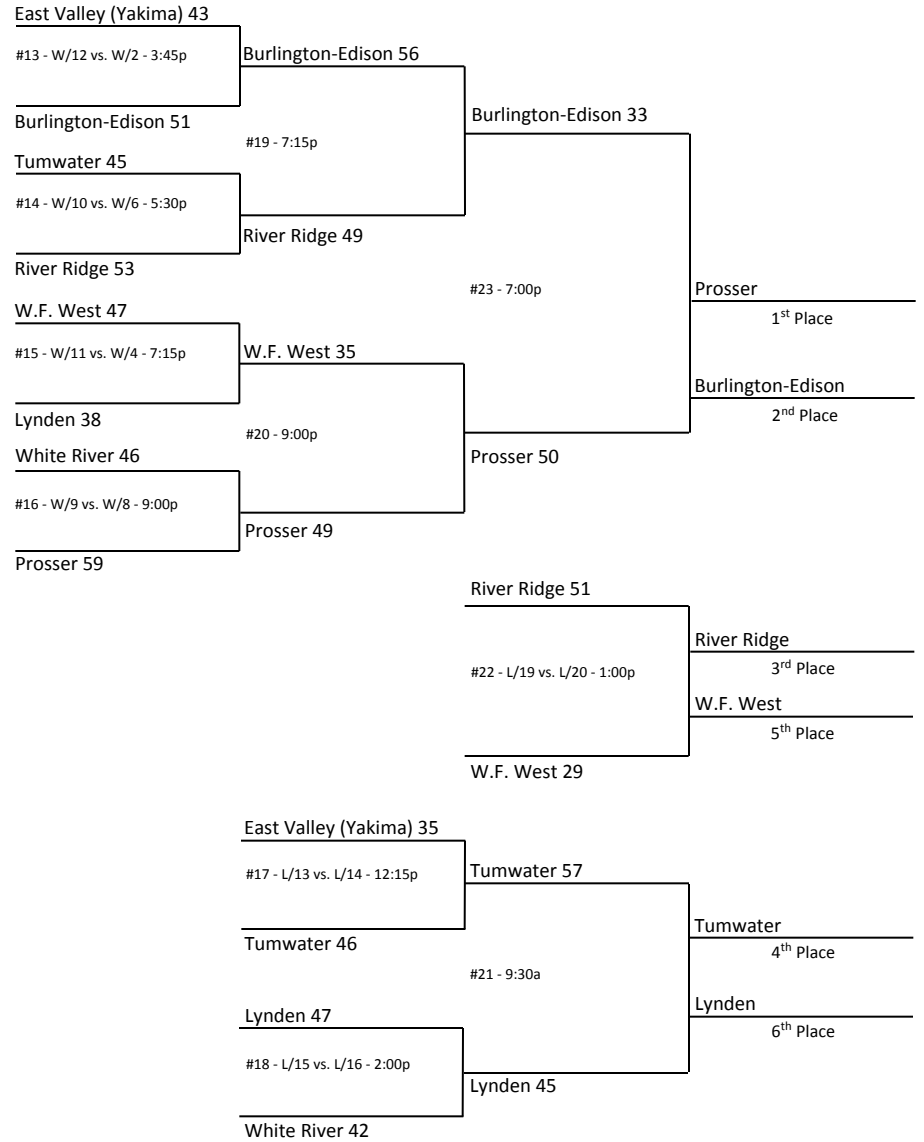 East Valley (Yakima) 43
#13 - W/12 vs. W/2 - 3:45p
Burlington-Edison 56
Burlington-Edison 51
#19 - 7:15p
Burlington-Edison 33
Tumwater 45
#14 - W/10 vs. W/6 - 5:30p
River Ridge 49
River Ridge 53
#23 - 7:00p
Prosser
1st Place
W.F. West 47
#15 - W/11 vs. W/4 - 7:15p
W.F. West 35
Lynden 38
Burlington-Edison
2nd Place
#20 - 9:00p
White River 46
Prosser 50
#16 - W/9 vs. W/8 - 9:00p
Prosser 49
Prosser 59
River Ridge 51
River Ridge
3rd Place
#22 - L/19 vs. L/20 - 1:00p
W.F. West
5th Place
W.F. West 29
East Valley (Yakima) 35
#17 - L/13 vs. L/14 - 12:15p
Tumwater 57
Tumwater 46
Tumwater
4th Place
#21 - 9:30a
Lynden 47
Lynden
6th Place
#18 - L/15 vs. L/16 - 2:00p
Lynden 45
White River 42